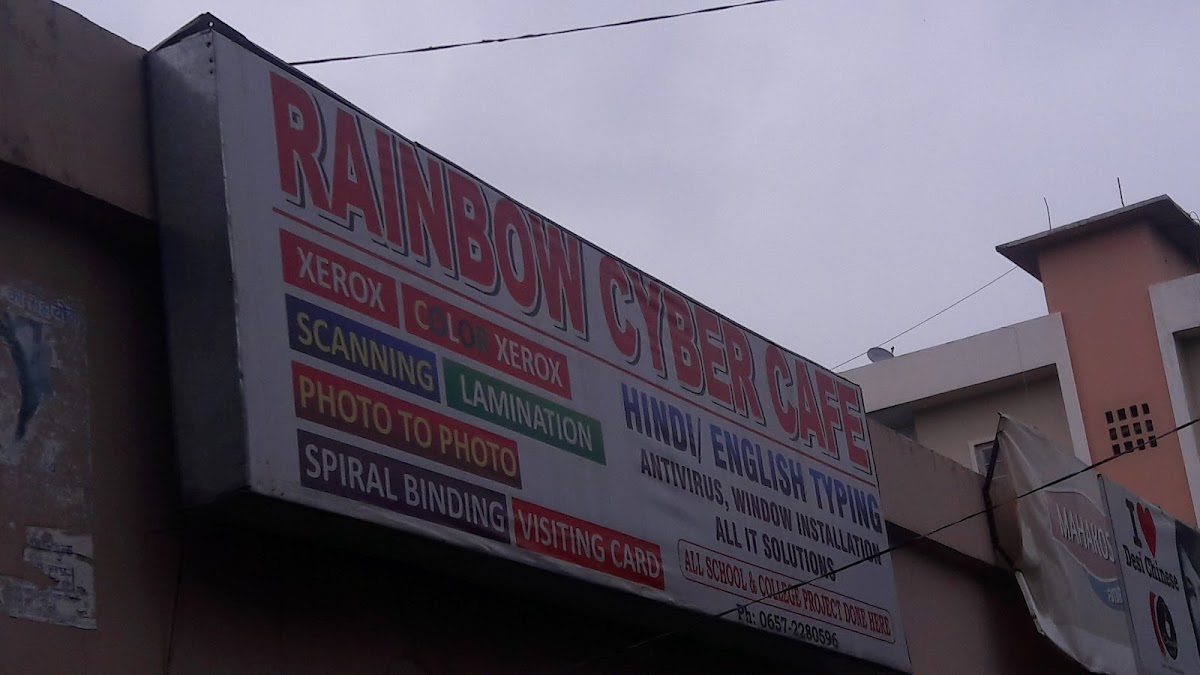 RAINBOW CYBER CAFE
XEROX
COLOR XEROX
SCANNING
LAMINATION
PHOTO TO PHOTO
SPIRAL BINDING
VISITING CARD
HINDI/ ENGLISH TYPING
ANTIVIRUS, WINDOW INSTALLATION
ALL IT SOLUTIONS
ALL SCHOOL & COLLEGE PROJECT DONE HERE
Ph: 0657-2280596
I ❤
Desi Chinese